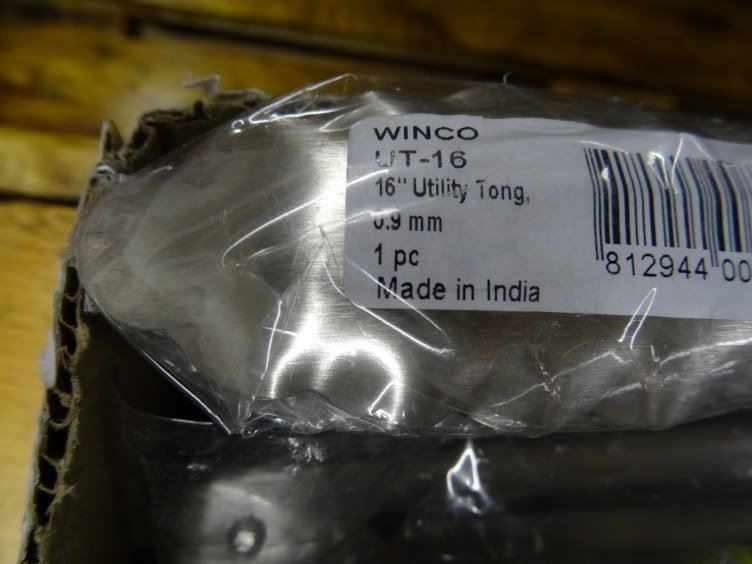 WINCO
UT-16
16" Utility Tong,
0.9 mm
1 pc
Made in India
812944 00